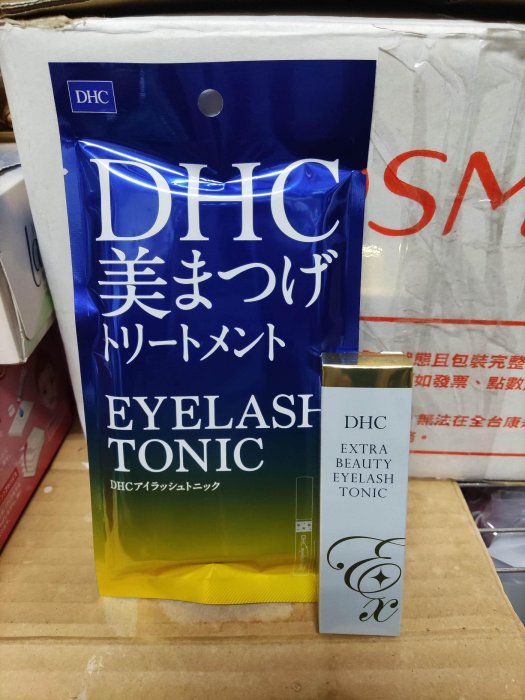 DHC
DHC
美まつげ
トリートメント
EYELASH
TONIC
DHCアイラッシュトニック
DHC
EXTRA
BEAUTY
EYELASH
TONIC
Ex
SM
態且包裝完整
如發票、點數
無法在全台康